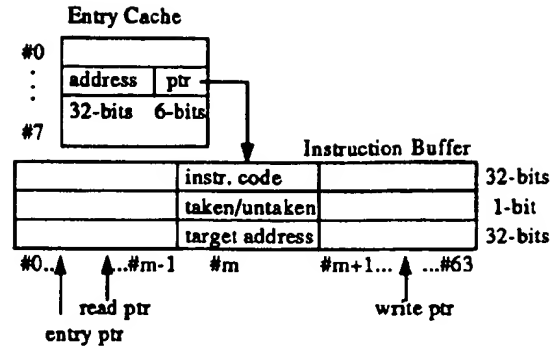 Entry Cache
#0
address ptr
32-bits 6-bits
#7
Instruction Buffer
instr. code 32-bits
taken/untaken 1-bit
target address 32-bits
#0.. ...#m-1 #m #m+1... ...#63
read ptr write ptr
entry ptr